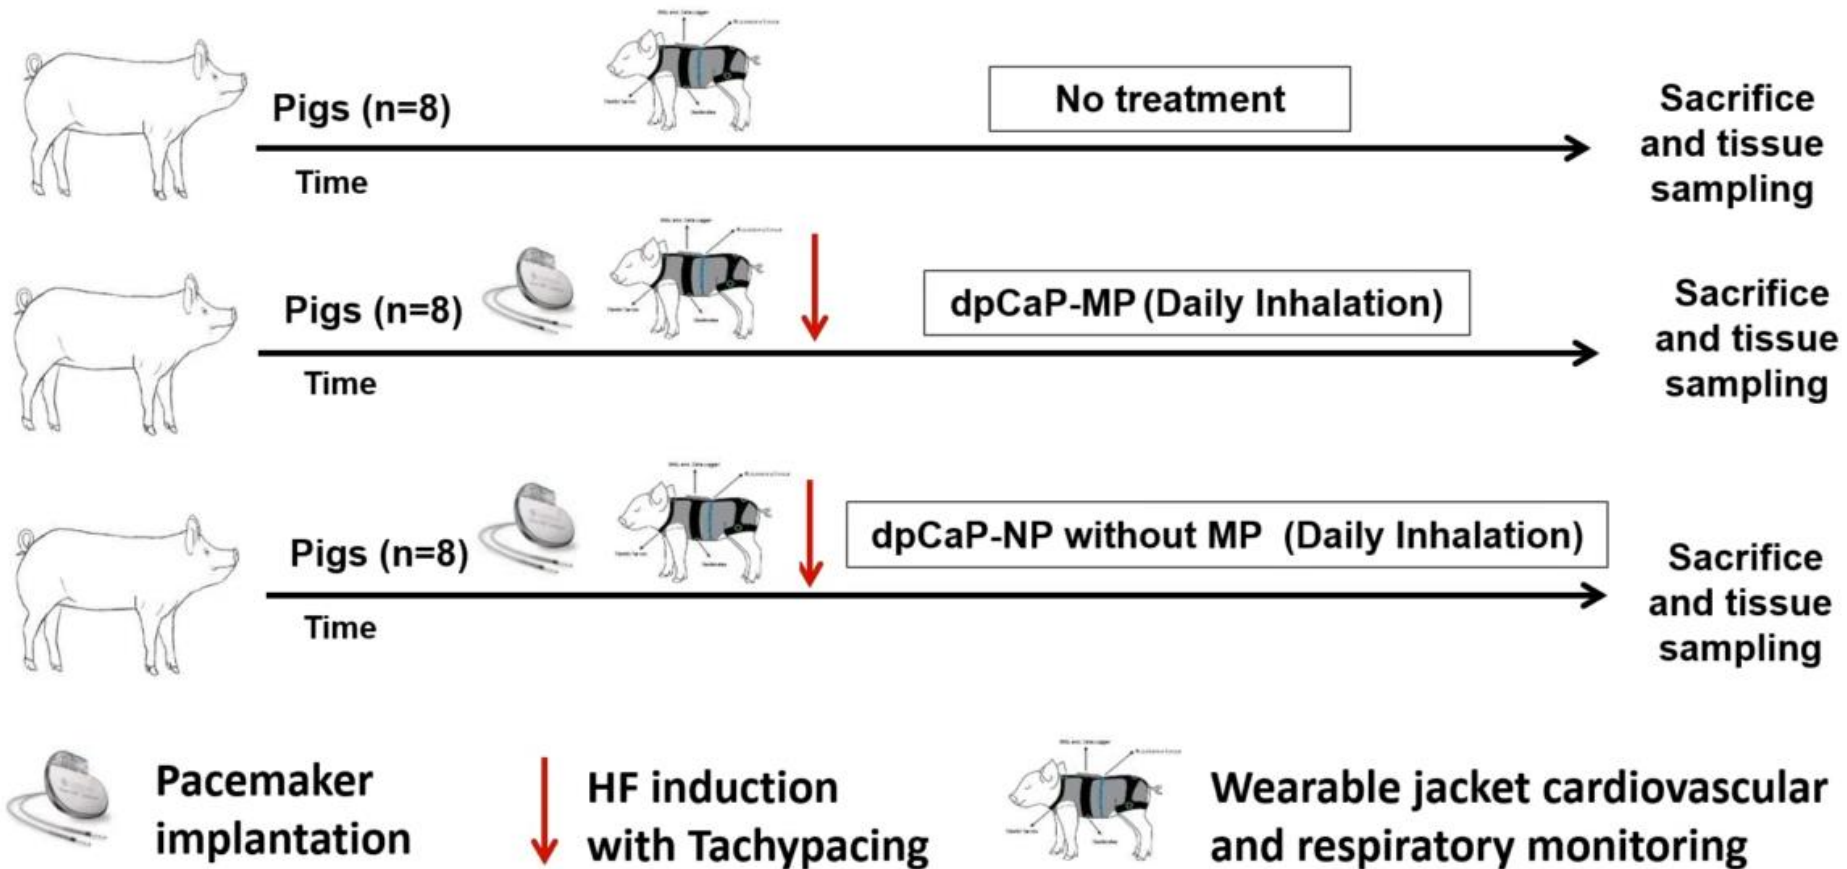 Pigs (n=8)
No treatment
Sacrifice
and tissue
sampling
Time
Pigs (n=8)
dpCaP-MP (Daily Inhalation)
Sacrifice
and tissue
sampling
Time
Pigs (n=8)
dpCaP-NP without MP (Daily Inhalation)
Sacrifice
and tissue
sampling
Time
Pacemaker
implantation
HF induction
with Tachypacing
Wearable jacket cardiovascular
and respiratory monitoring